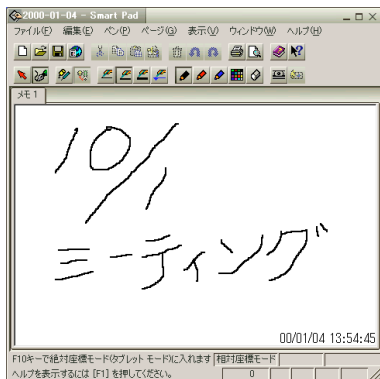 2000-01-04 - Smart Pad
ファイル(F) 編集(E) ペン(P) ページ(G) 表示(V) ウィンドウ(W) ヘルプ(H)
メモ 1
10/1
ミーティング
00/01/04 13:54:45
F10キーで絶対座標モード(タブレット モード)に入れます 相対座標モード
ヘルプを表示するには [F1] を押してください。 0